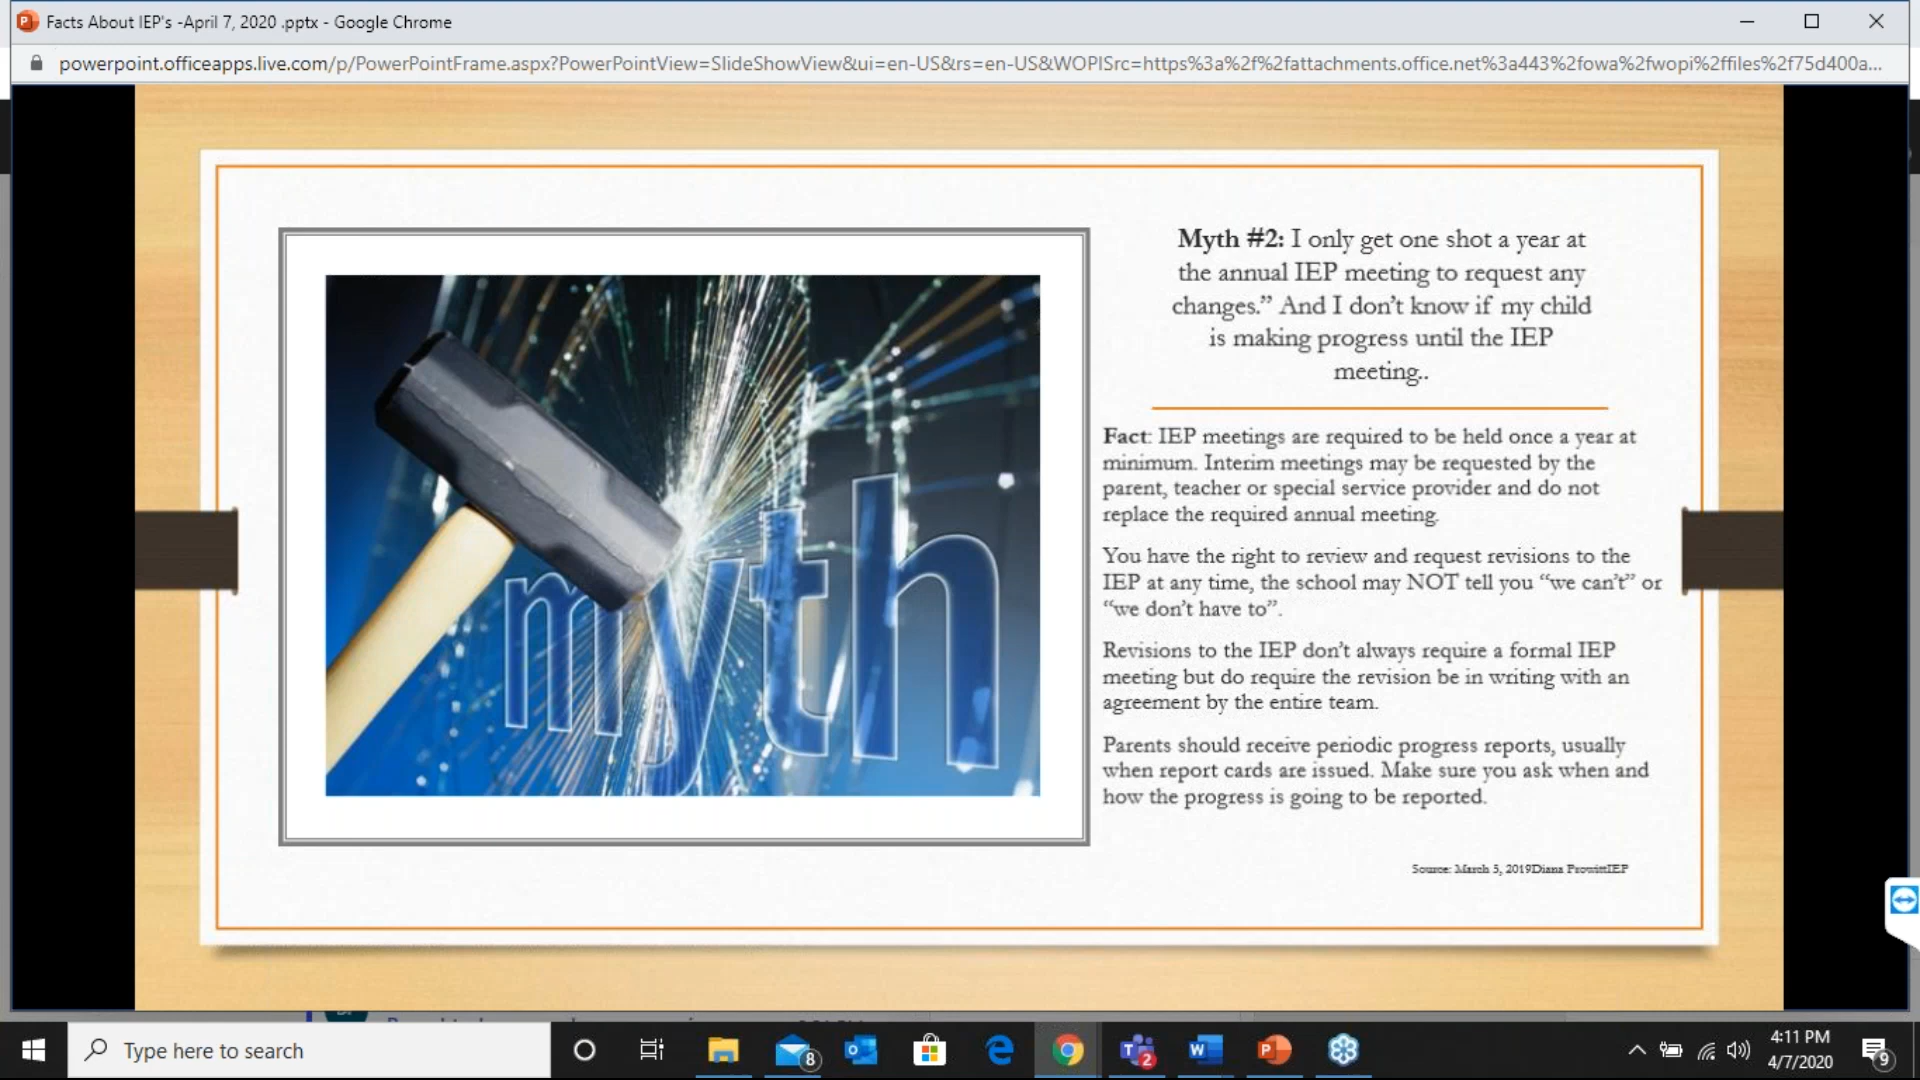 Facts About IEP's -April 7, 2020 .pptx - Google Chrome
powerpoint.officeapps.live.com/p/PowerPointFrame.aspx?PowerPointView=SlideShowView&ui=en-US&rs=en-US&WOPISrc=https%3a%2f%2fattachments.office.net%3a443%2fowa%2fwopi%2ffiles%2f75d400a...
Myth #2: I only get one shot a year at
the annual IEP meeting to request any
changes.” And I don’t know if my child
is making progress until the IEP
meeting..
myth
Fact: IEP meetings are required to be held once a year at
minimum. Interim meetings may be requested by the
parent, teacher or special service provider and do not
replace the required annual meeting.
You have the right to review and request revisions to the
IEP at any time, the school may NOT tell you “we can’t” or
“we don’t have to”.
Revisions to the IEP don’t always require a formal IEP
meeting but do require the revision be in writing with an
agreement by the entire team.
Parents should receive periodic progress reports, usually
when report cards are issued. Make sure you ask when and
how the progress is going to be reported.
Source: March 5, 2019Diana ProwittIEP
Type here to search
8
2
4:11 PM
4/7/2020
9